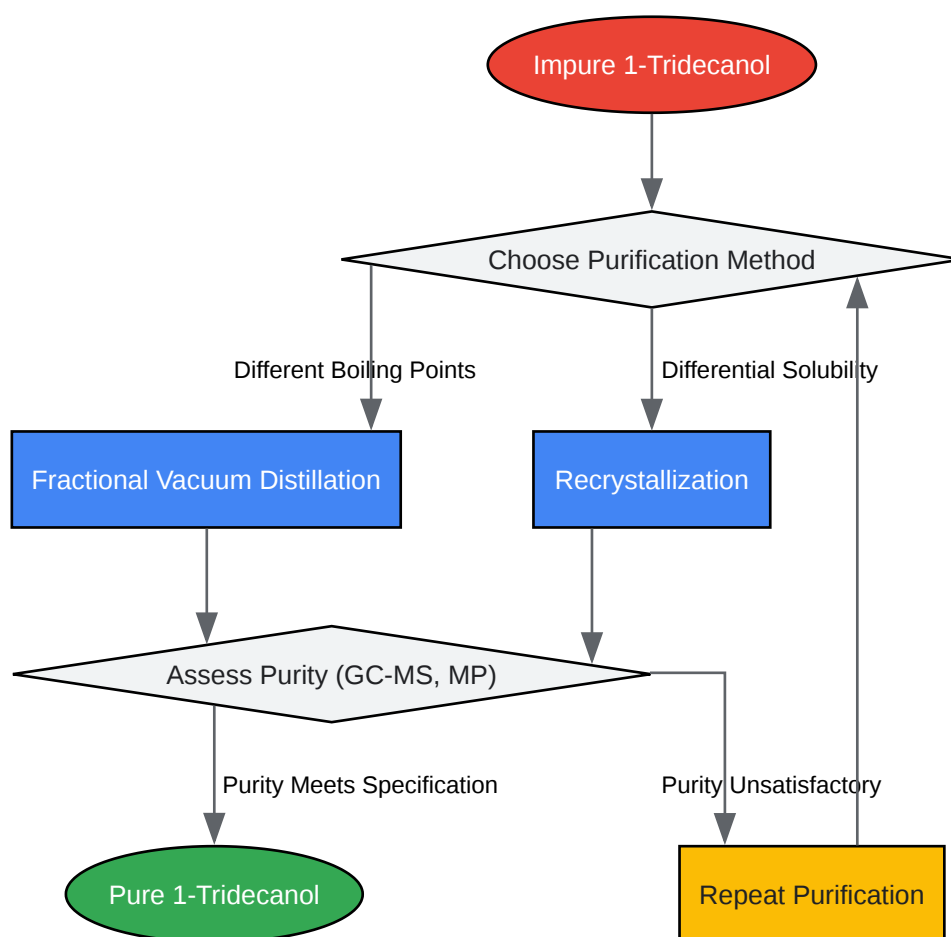 Impure 1-Tridecanol
Choose Purification Method
Different Boiling Points
Differential Solubility
Fractional Vacuum Distillation
Recrystallization
Assess Purity (GC-MS, MP)
Purity Meets Specification
Purity Unsatisfactory
Pure 1-Tridecanol
Repeat Purification